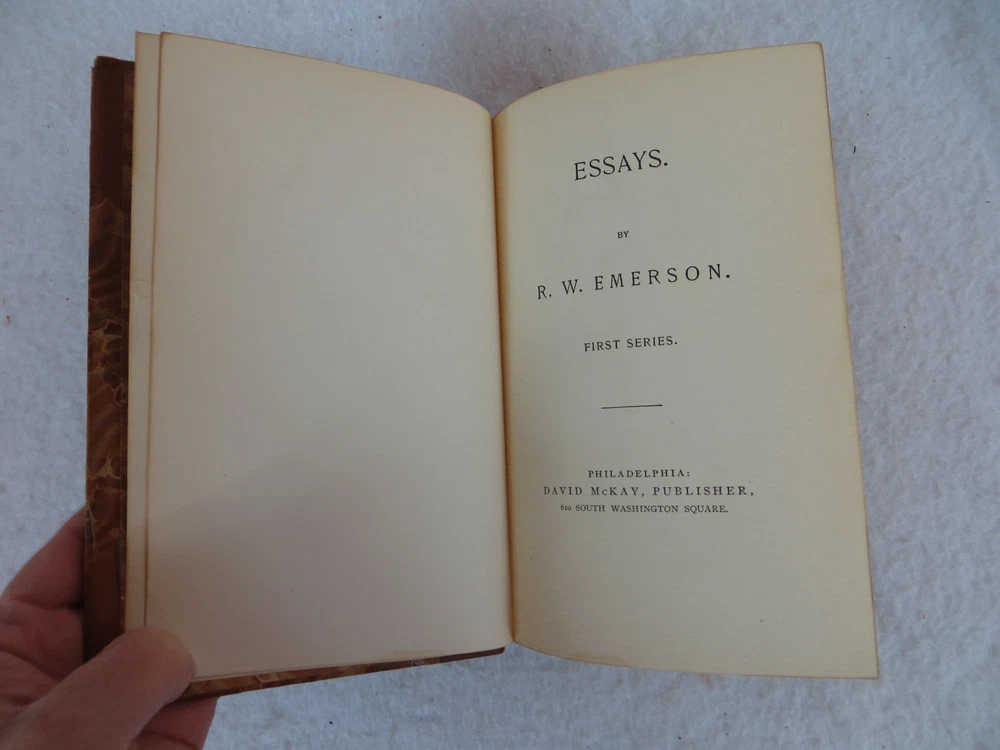 ESSAYS.
BY
R. W. EMERSON.
FIRST SERIES.
PHILADELPHIA:
DAVID McKAY, PUBLISHER,
610 SOUTH WASHINGTON SQUARE.